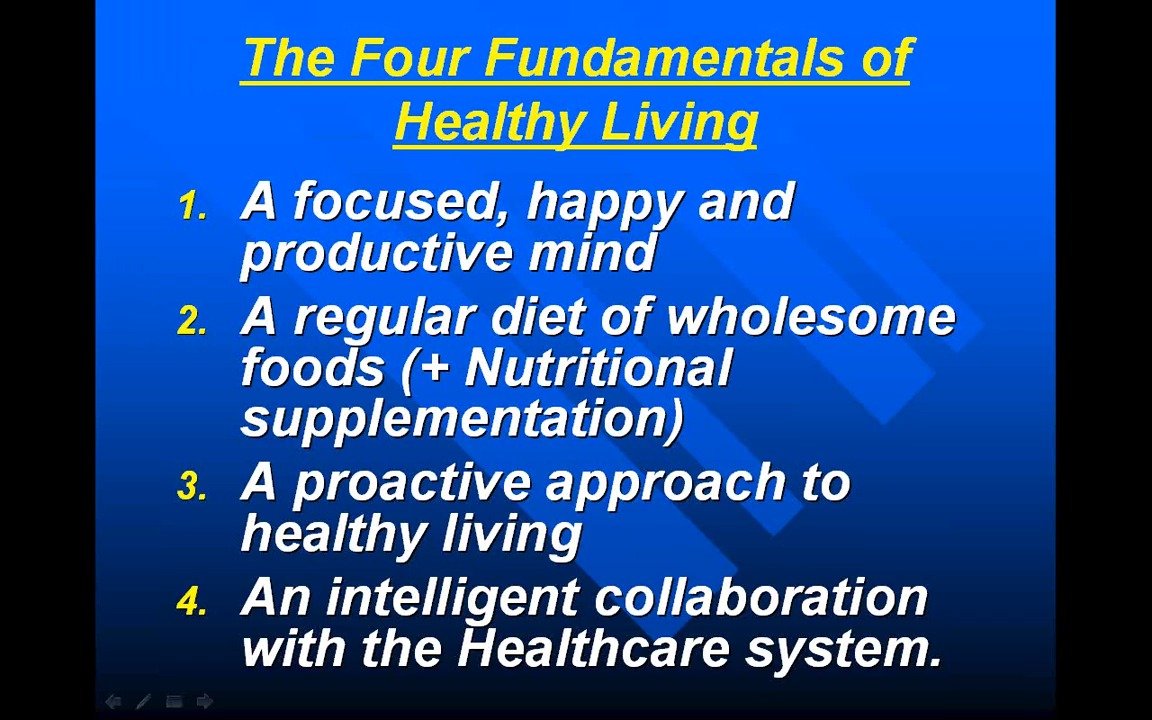 The Four Fundamentals of
Healthy Living
1. A focused, happy and
productive mind
2. A regular diet of wholesome
foods (+ Nutritional
supplementation)
3. A proactive approach to
healthy living
4. An intelligent collaboration
with the Healthcare system.